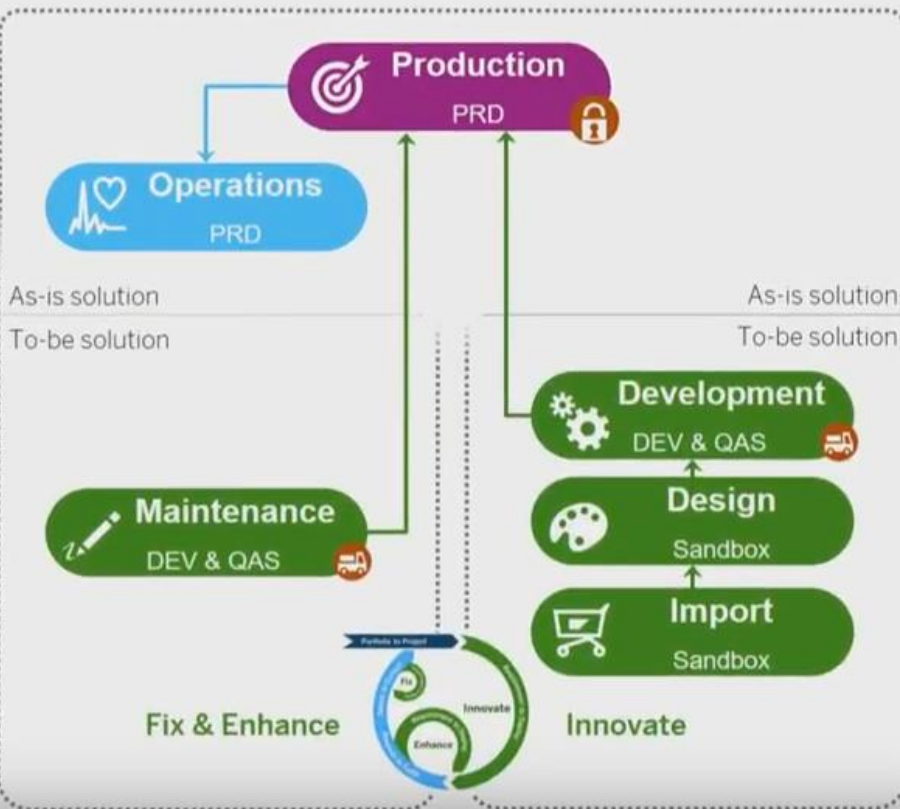 Production
PRD
Operations
PRD
As-is solution
As-is solution
To-be solution
To-be solution
Development
DEV & QAS
Design
Sandbox
Maintenance
DEV & QAS
Import
Sandbox
Portfolio to Project
Fix
Innovate
Enhance
Fix & Enhance
Innovate